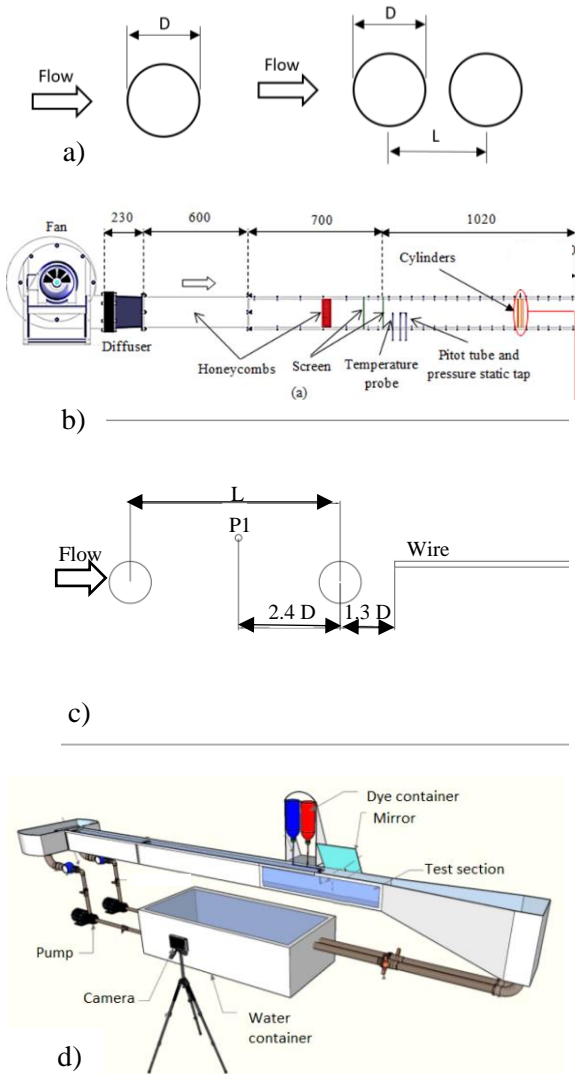 D
Flow
D
Flow
L
a)
Fan
230
600
700
1020
Cylinders
Diffuser
Honeycombs
Screen
Temperature
probe
Pitot tube and
pressure static tap
(a)
b)
L
P1
Flow
Wire
2.4 D
1.3 D
c)
Dye container
Mirror
Test section
Pump
Camera
Water
container
d)